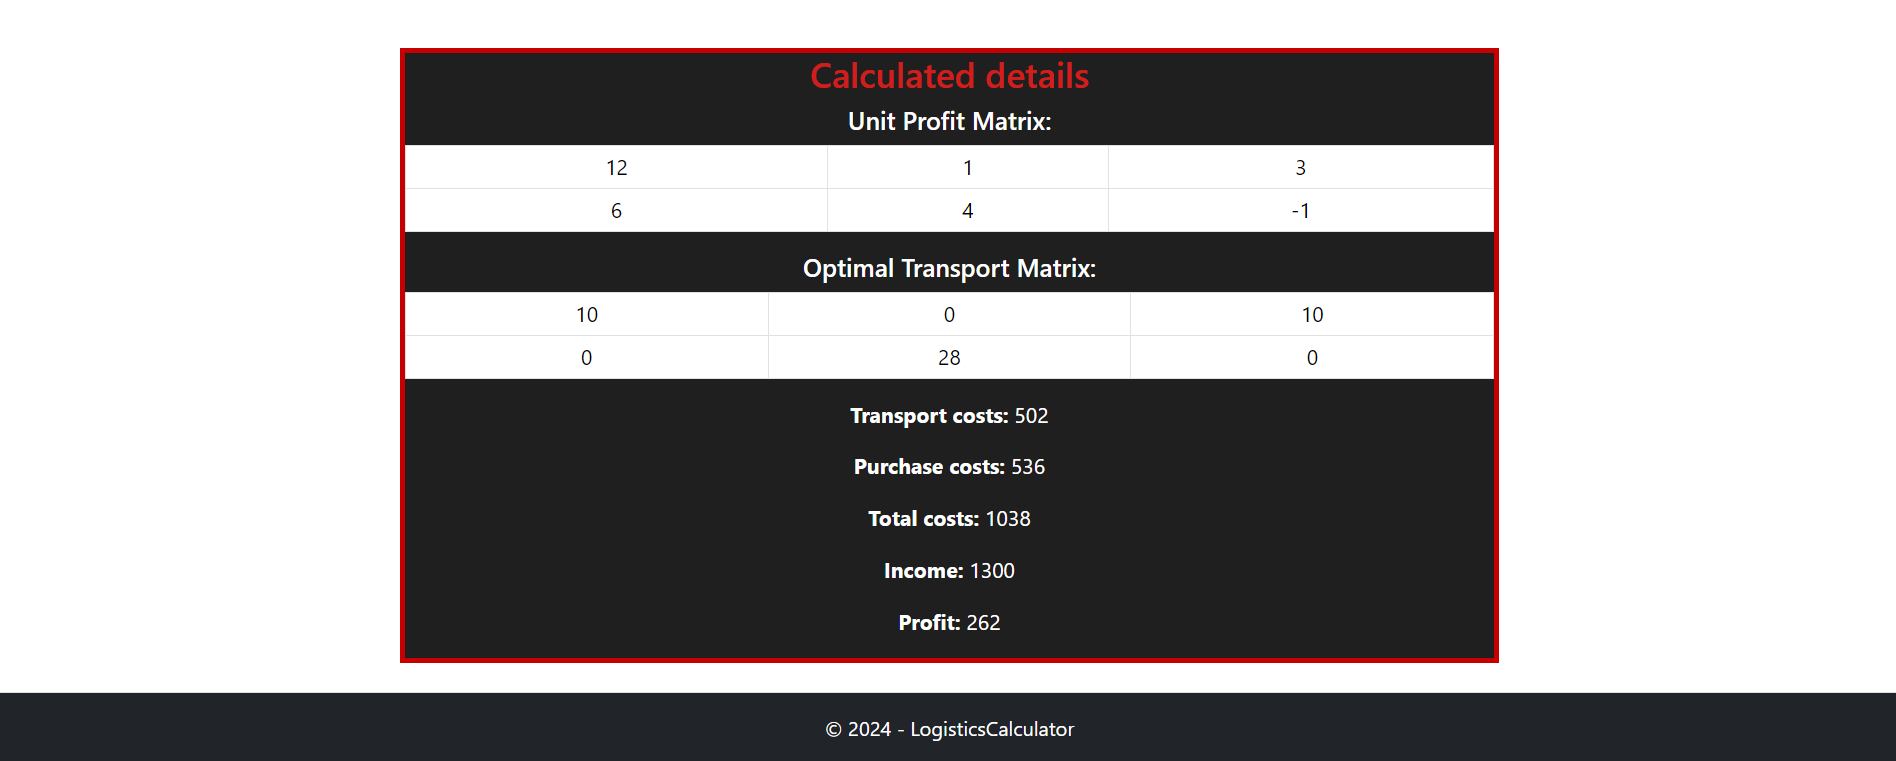 Calculated details
Unit Profit Matrix:
12 1 3
6 4 -1
Optimal Transport Matrix:
10 0 10
0 28 0
Transport costs: 502
Purchase costs: 536
Total costs: 1038
Income: 1300
Profit: 262
© 2024 - LogisticsCalculator